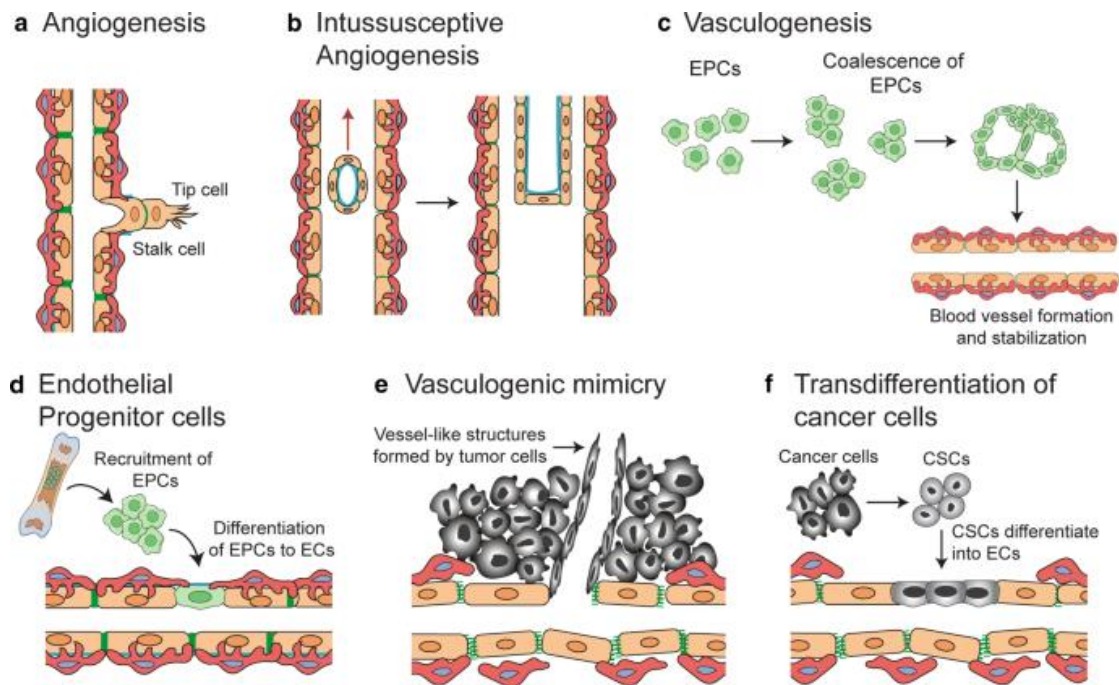 a Angiogenesis
Tip cell
Stalk cell
b Intussusceptive
Angiogenesis
c Vasculogenesis
EPCs
Coalescence of
EPCs
Blood vessel formation
and stabilization
d Endothelial
Progenitor cells
Recruitment of
EPCs
Differentiation
of EPCs to ECs
e Vasculogenic mimicry
Vessel-like structures
formed by tumor cells
f Transdifferentiation of
cancer cells
Cancer cells
CSCs
CSCs differentiate
into ECs